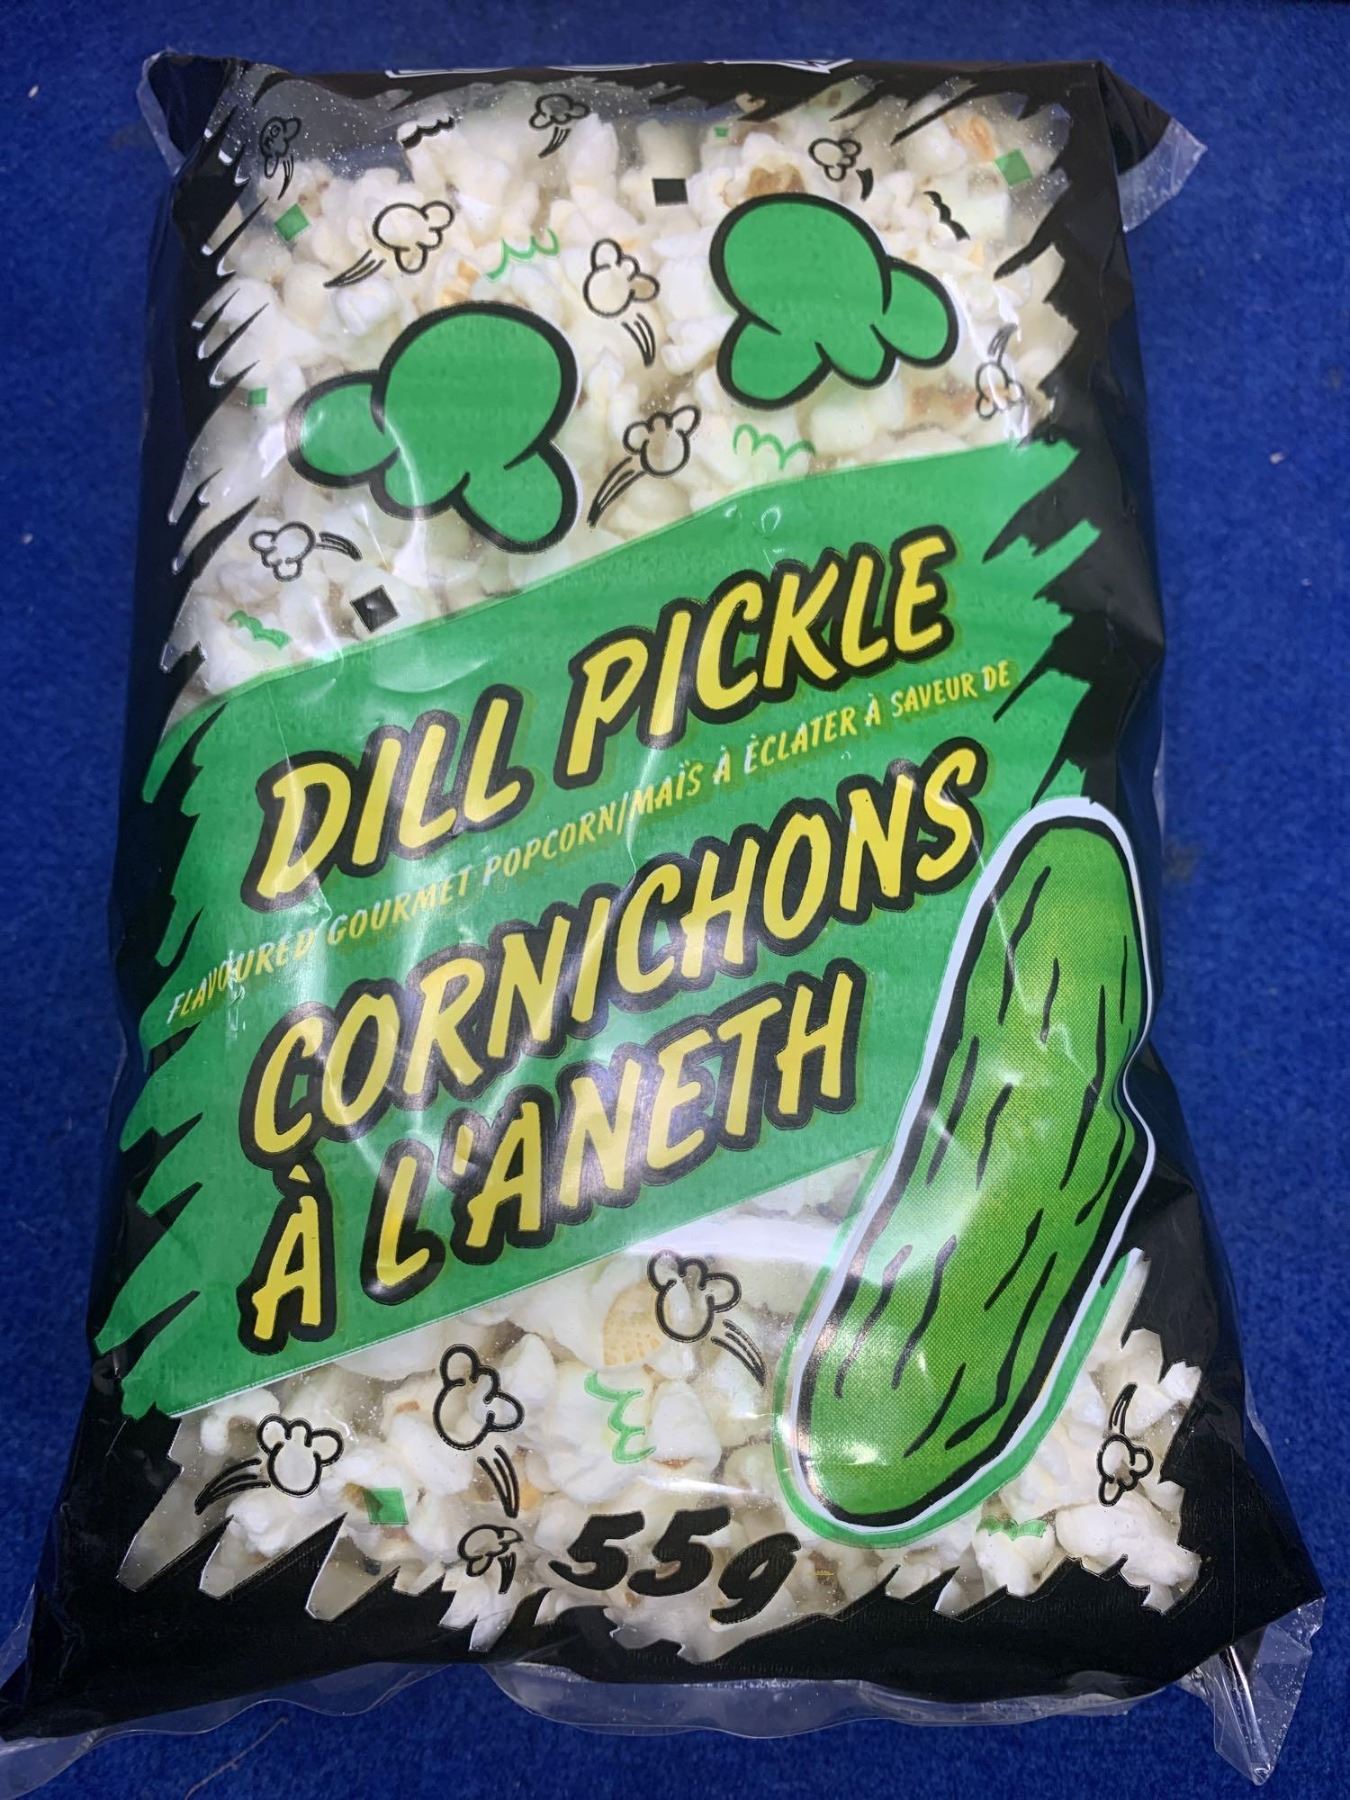 DILL PICKLE
FLAVOURED GOURMET POPCORN/MAÏS À ÉCLATER À SAVEUR DE
CORNICHONS
À L'ANETH
55g